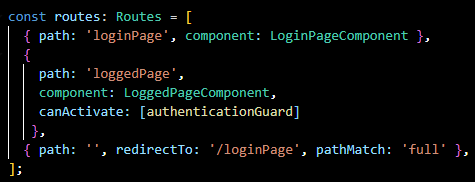 const routes: Routes = [
{ path: 'loginPage', component: LoginPageComponent },
{
path: 'loggedPage',
component: LoggedPageComponent,
canActivate: [authenticationGuard]
},
{ path: '', redirectTo: '/loginPage', pathMatch: 'full' },
];